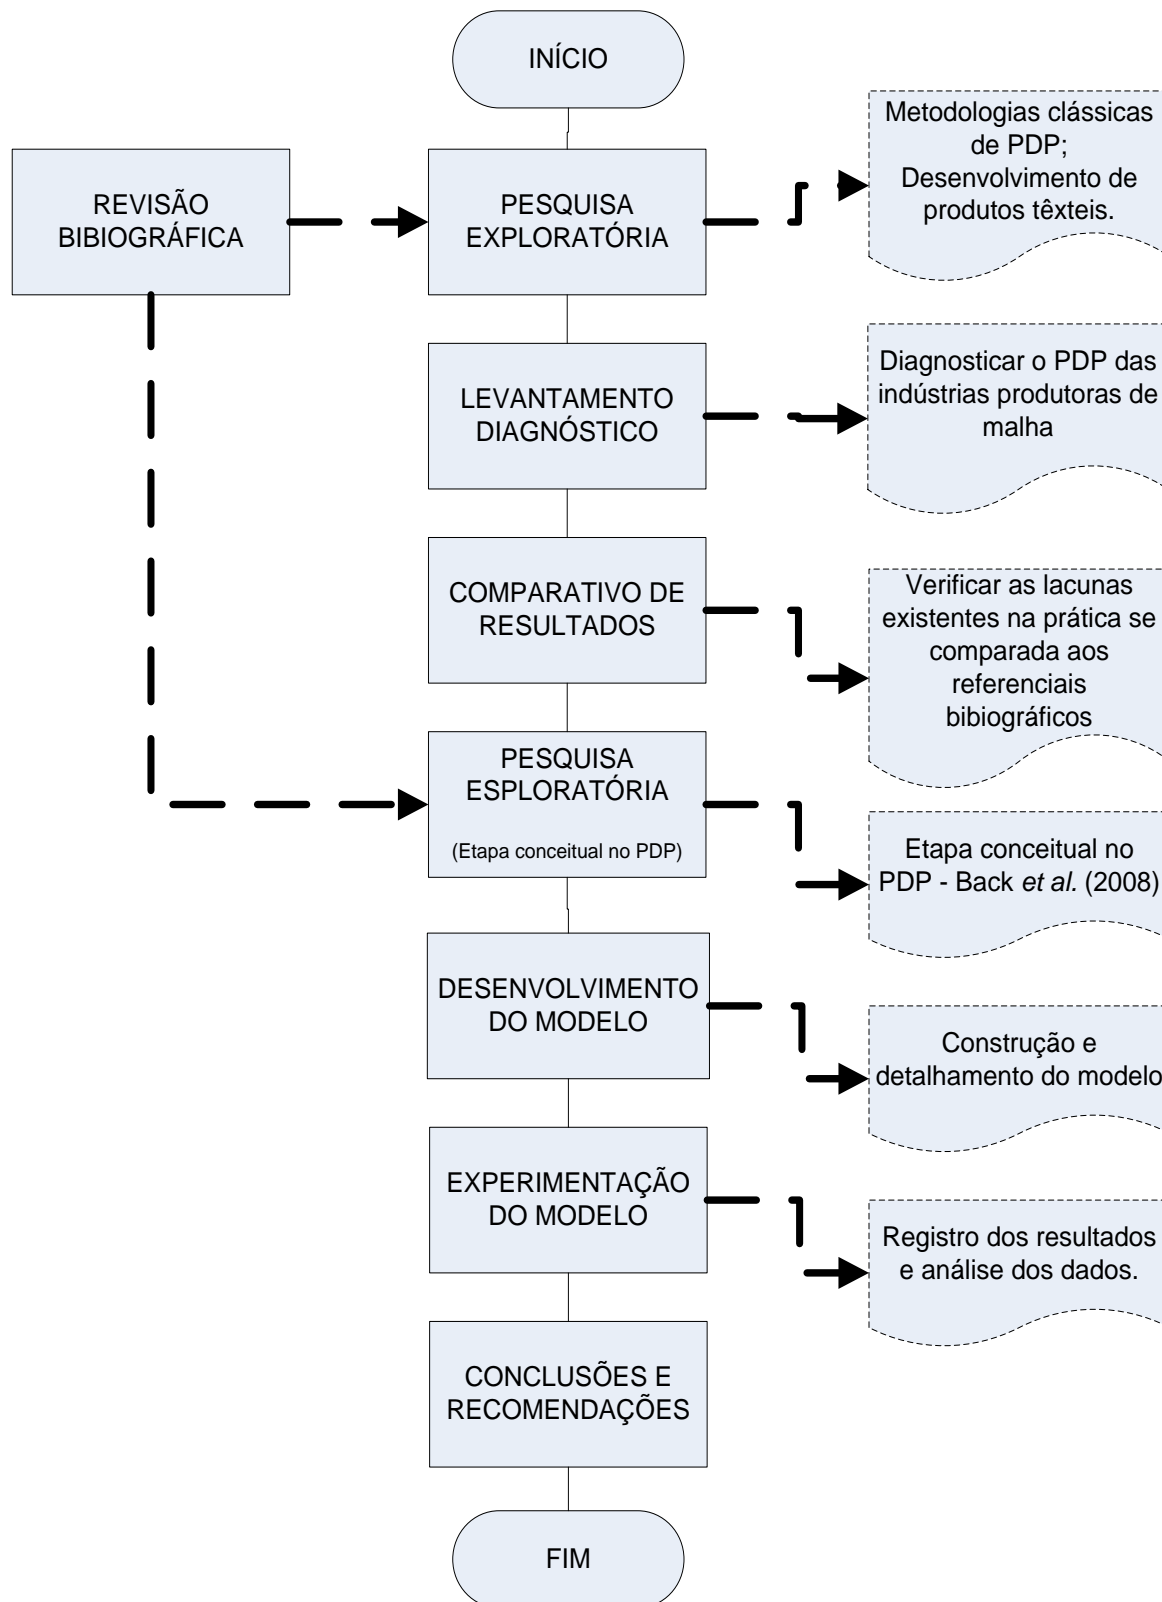 INÍCIO
REVISÃO
BIBIOGRÁFICA
PESQUISA
EXPLORATÓRIA
Metodologias clássicas
de PDP;
Desenvolvimento de
produtos têxteis.
LEVANTAMENTO
DIAGNÓSTICO
Diagnosticar o PDP das
indústrias produtoras de
malha
COMPARATIVO DE
RESULTADOS
Verificar as lacunas
existentes na prática se
comparada aos
referenciais
bibiográficos
PESQUISA
ESPLORATÓRIA
(Etapa conceitual no PDP)
Etapa conceitual no
PDP - Back et al. (2008)
DESENVOLVIMENTO
DO MODELO
Construção e
detalhamento do modelo
EXPERIMENTAÇÃO
DO MODELO
Registro dos resultados
e análise dos dados.
CONCLUSÕES E
RECOMENDAÇÕES
FIM